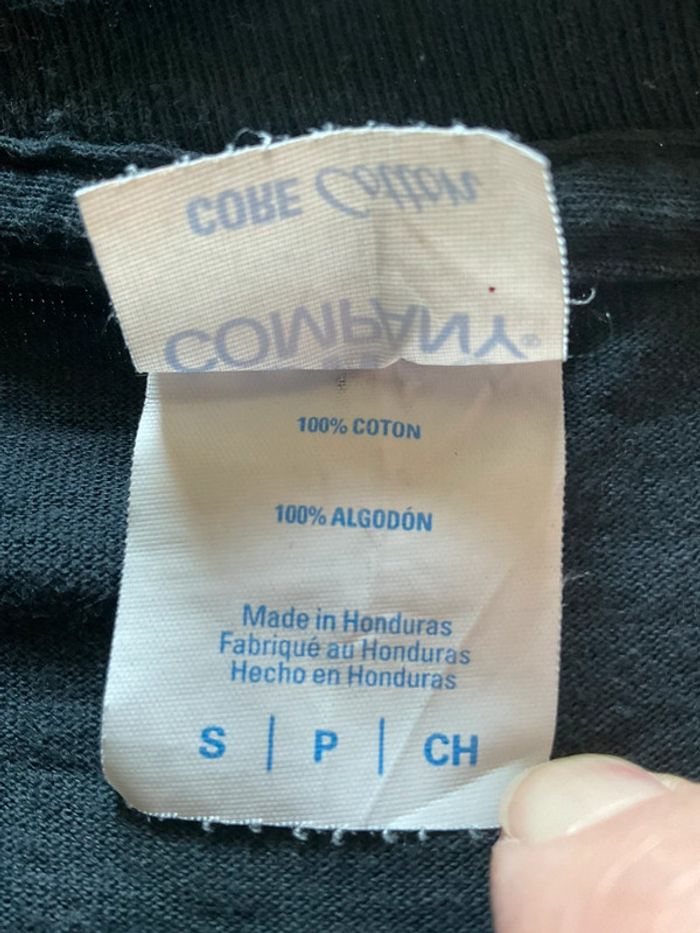 CORE Cotton
COMPANY®
100% COTON
100% ALGODÓN
Made in Honduras
Fabriqué au Honduras
Hecho en Honduras
S | P | CH